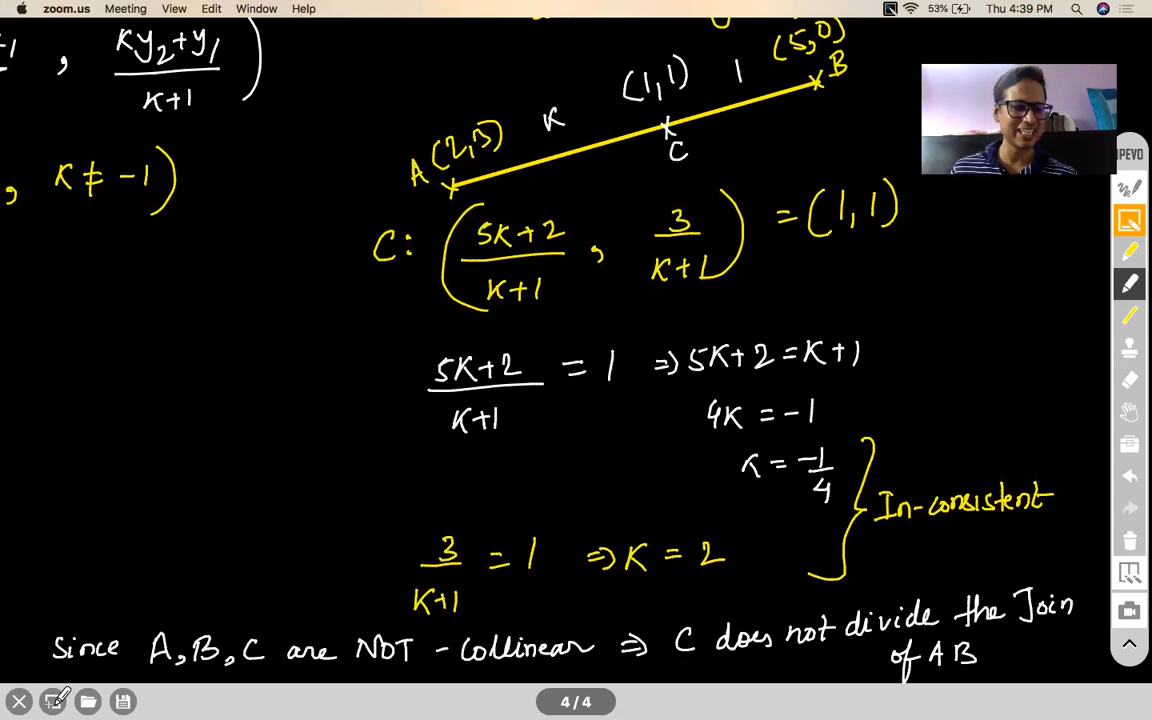 zoom.us Meeting View Edit Window Help 53% Thu 4:39 PM
+1 , ky2+y1 / k+1 )
, k ≠ -1)
A (2,3) k (1,1) C 1 (5,0) B
C: ( 5k+2 / k+1 , 3 / k+1 ) = (1,1)
5k+2 / k+1 = 1 ⇒ 5k+2 = k+1
4k = -1
k = -1/4
In-consistent
3 / k+1 = 1 ⇒ k = 2
Since A, B, C are NOT - collinear ⇒ C does not divide the Join
of AB
4/4
IPEVO